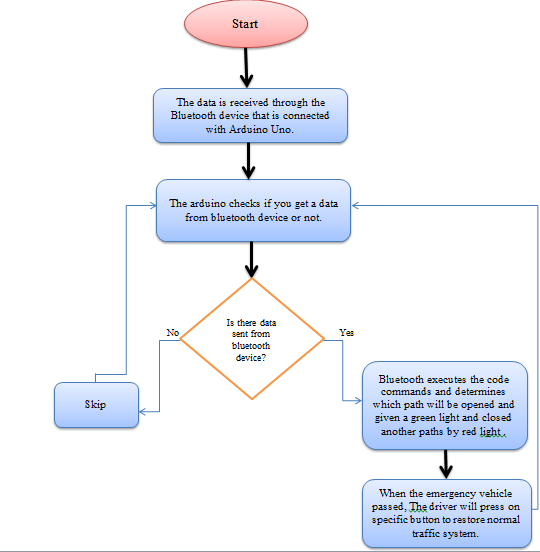 Start
The data is received through the
Bluetooth device that is connected
with Arduino Uno.
The arduino checks if you get a data
from bluetooth device or not.
Is there data
sent from
bluetooth
device?
No
Yes
Skip
Bluetooth executes the code
commands and determines
which path will be opened and
given a green light and closed
another paths by red light .
When the emergency vehicle
passed, The driver will press on
specific button to restore normal
traffic system.